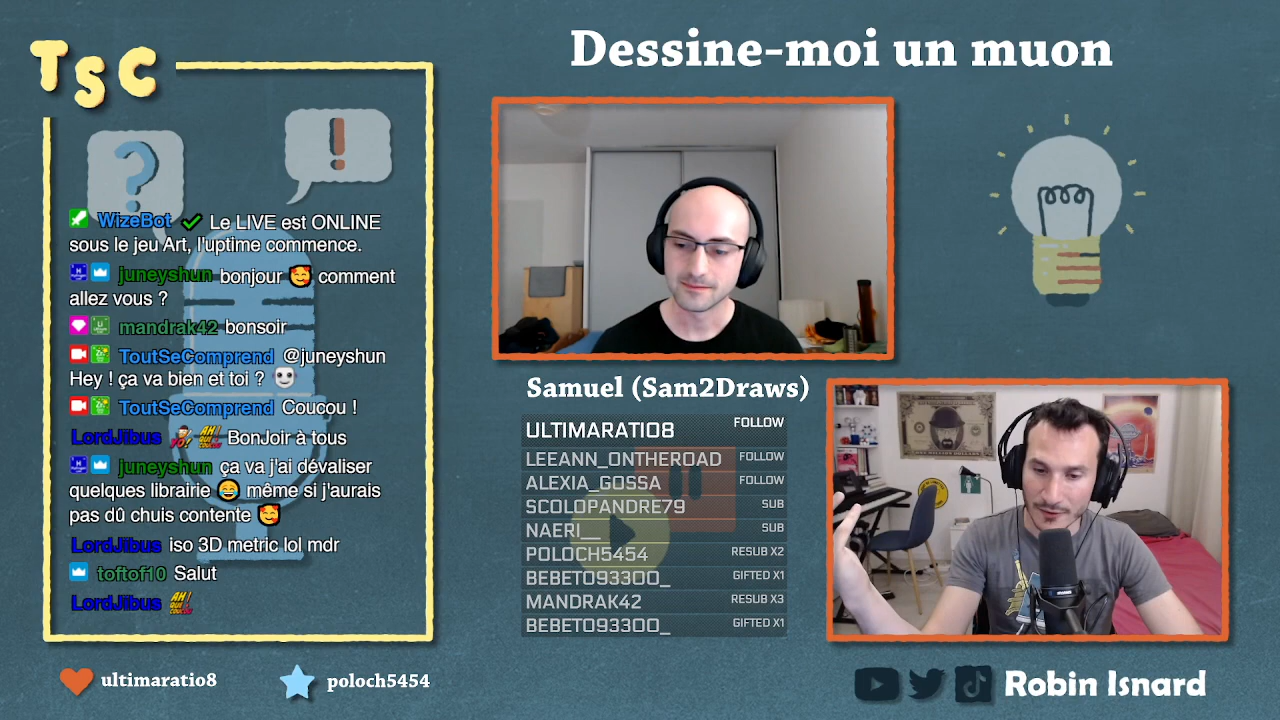 TSC
Dessine-moi un muon
?
!
WizeBot Le LIVE est ONLINE
sous le jeu Art, l'uptime commence.
juneyshun bonjour comment
allez vous ?
mandrak42 bonsoir
ToutSeComprend @juneyshun
Hey ! ça va bien et toi ?
ToutSeComprend Coucou !
LordJibus YO! AH! BonJoir à tous
juneyshun ça va j'ai dévaliser
quelques librairie même si j'aurais
pas dû chuis contente
LordJibus iso 3D metric lol mdr
toftof10 Salut
LordJibus AH!
Samuel (Sam2Draws)
ULTIMARATIO8 FOLLOW
LEEANN_ONTHEROAD FOLLOW
ALEXIA_GOSSA FOLLOW
SCOLOPANDRE79 SUB
NAERI__ SUB
POLOCH5454 RESUB X2
BEBETO93300_ GIFTED X1
MANDRAK42 RESUB X3
BEBETO93300_ GIFTED X1
ultimaratio8
poloch5454
Robin Isnard